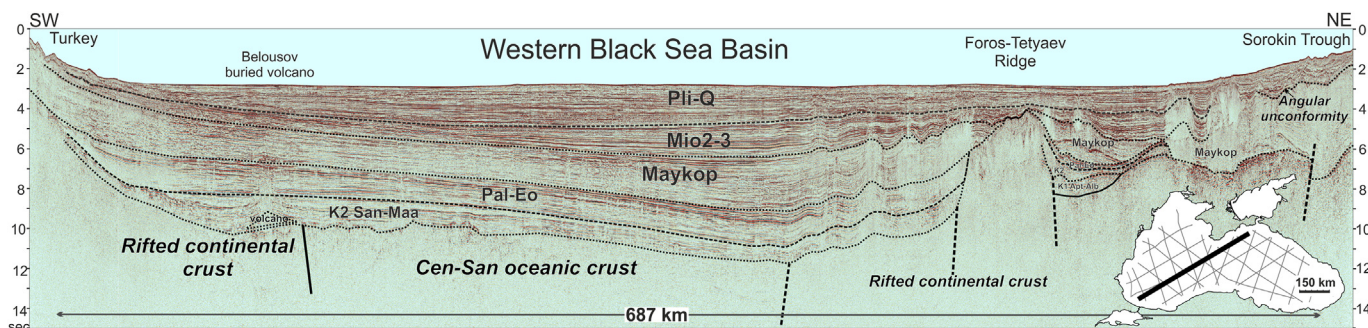 SW
NE
Turkey
Western Black Sea Basin
Belousov
buried volcano
Foros-Tetyaev
Ridge
Sorokin Trough
0
2
4
6
8
10
12
14
sec
0
2
4
6
8
10
12
14
Pli-Q
Mio2-3
Maykop
Pal-Eo
K2 San-Maa
volcano
Maykop
K2
K1 Apt-Alb
Maykop
Angular
unconformity
Rifted continental
crust
Cen-San oceanic crust
Rifted continental crust
150 km
687 km